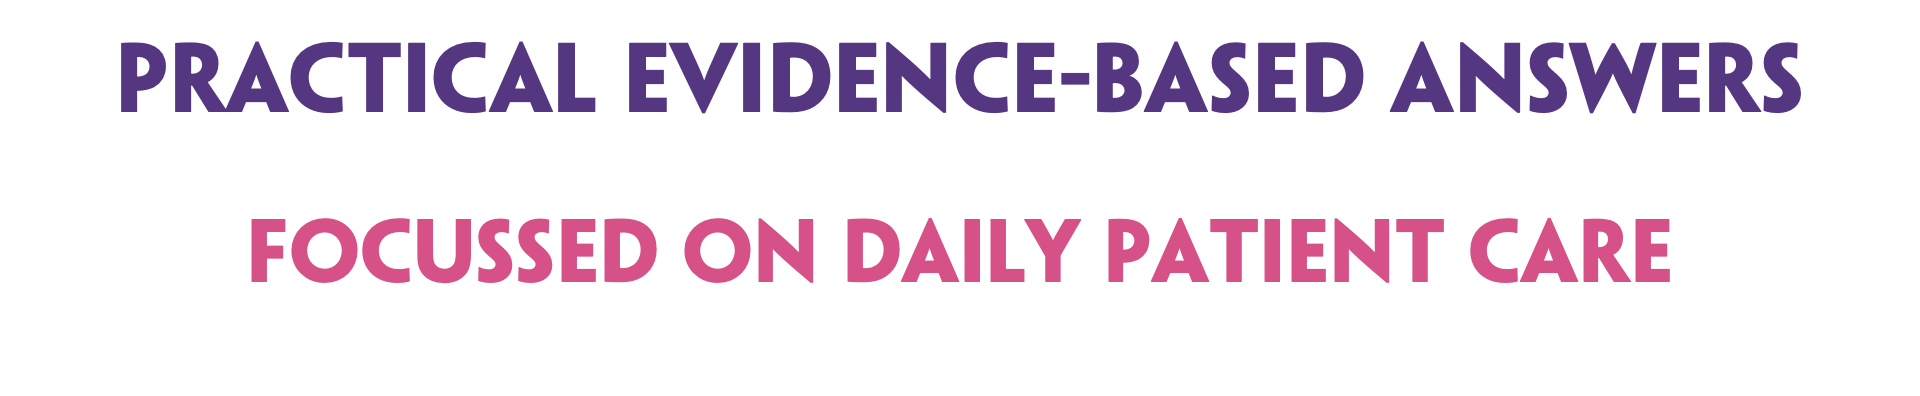 PRACTICAL EVIDENCE-BASED ANSWERS
FOCUSSED ON DAILY PATIENT CARE